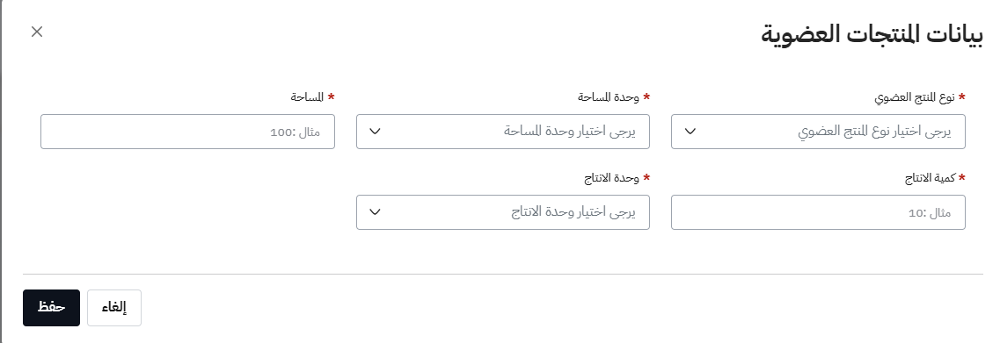 بيانات المنتجات العضوية
* نوع المنتج العضوي
يرجى اختيار نوع المنتج العضوي
* وحدة المساحة
يرجى اختيار وحدة المساحة
* المساحة
مثال :100
* كمية الانتاج
مثال :10
* وحدة الانتاج
يرجى اختيار وحدة الانتاج
إلغاء
حفظ